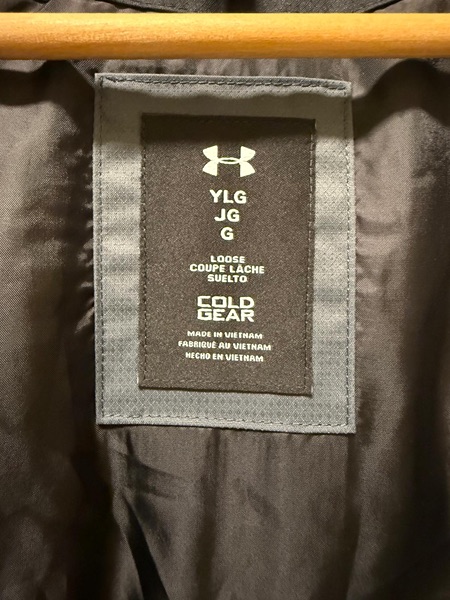 YLG
JG
G
LOOSE
COUPE LÂCHE
SUELTO
COLD
GEAR
MADE IN VIETNAM
FABRIQUÉ AU VIETNAM
HECHO EN VIETNAM